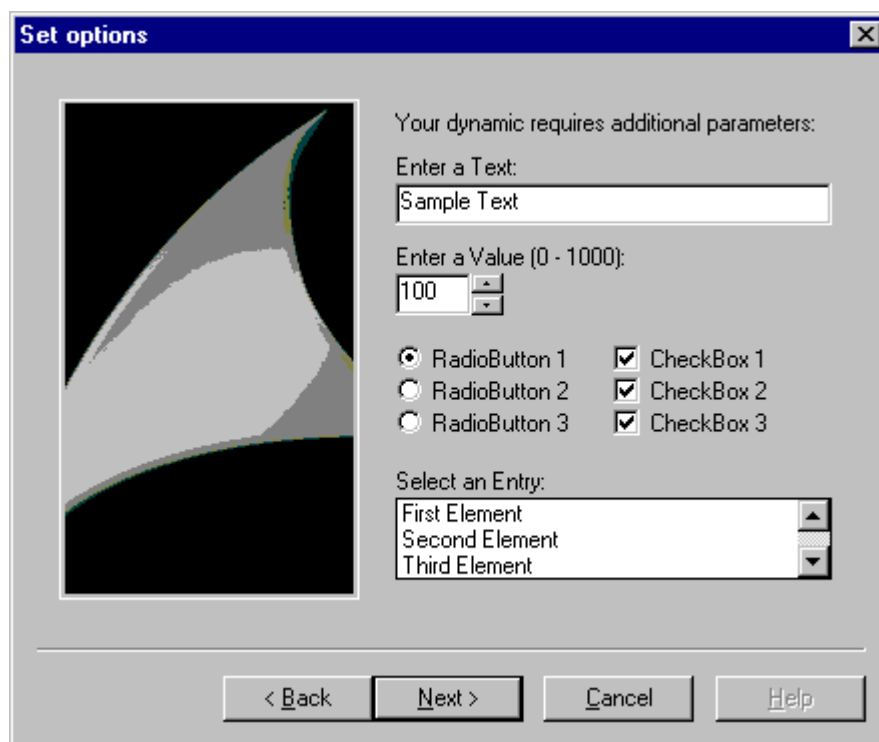 Set options
Your dynamic requires additional parameters:
Enter a Text:
Sample Text
Enter a Value (0 - 1000):
100
RadioButton 1 CheckBox 1
RadioButton 2 CheckBox 2
RadioButton 3 CheckBox 3
Select an Entry:
First Element
Second Element
Third Element
< Back Next > Cancel Help